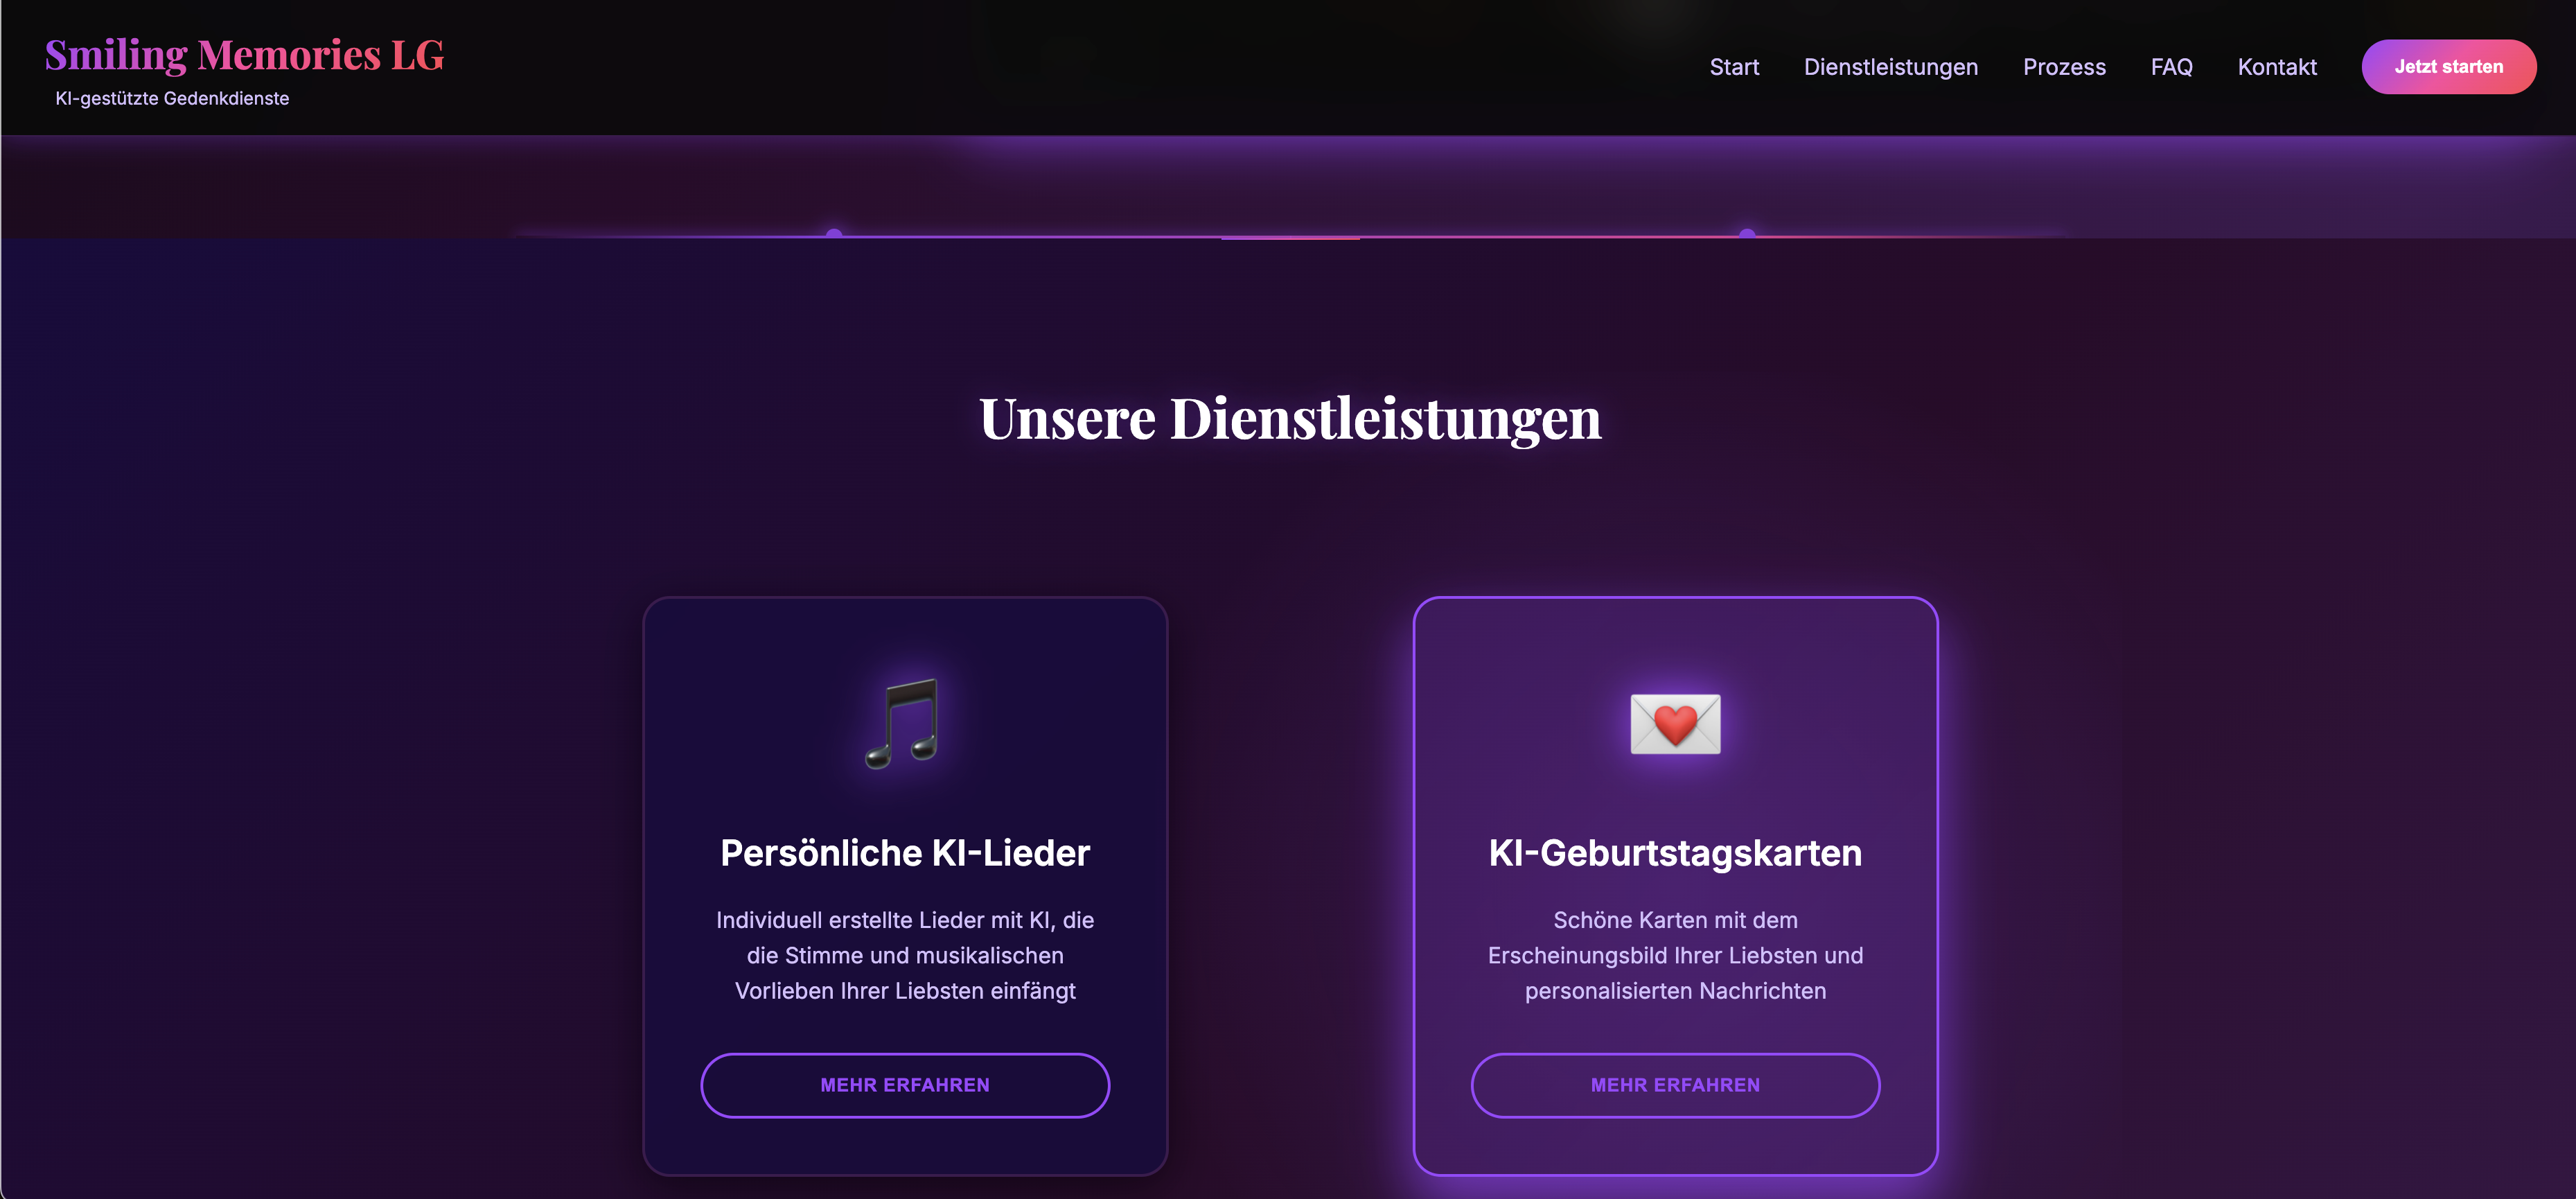 Smiling Memories LG
KI-gestützte Gedenkdienste
Start Dienstleistungen Prozess FAQ Kontakt Jetzt starten
Unsere Dienstleistungen
Persönliche KI-Lieder
Individuell erstellte Lieder mit KI, die
die Stimme und musikalischen
Vorlieben Ihrer Liebsten einfängt
MEHR ERFAHREN
KI-Geburtstagskarten
Schöne Karten mit dem
Erscheinungsbild Ihrer Liebsten und
personalisierten Nachrichten
MEHR ERFAHREN